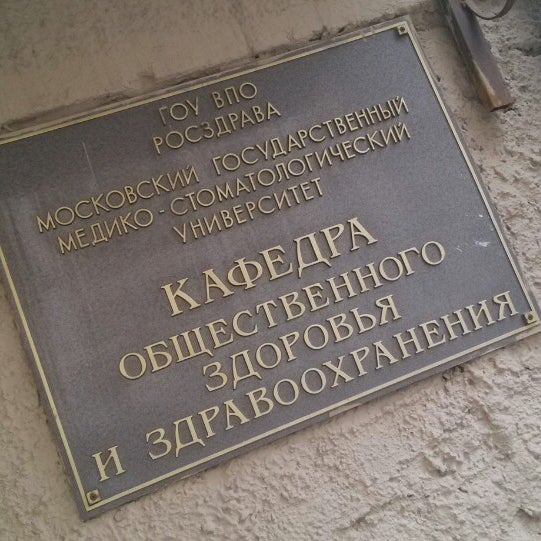 ГОУ ВПО
РОСЗДРАВА
МОСКОВСКИЙ ГОСУДАРСТВЕННЫЙ
МЕДИКО - СТОМАТОЛОГИЧЕСКИЙ
УНИВЕРСИТЕТ
КАФЕДРА
ОБЩЕСТВЕННОГО
ЗДОРОВЬЯ
И ЗДРАВООХРАНЕНИЯ